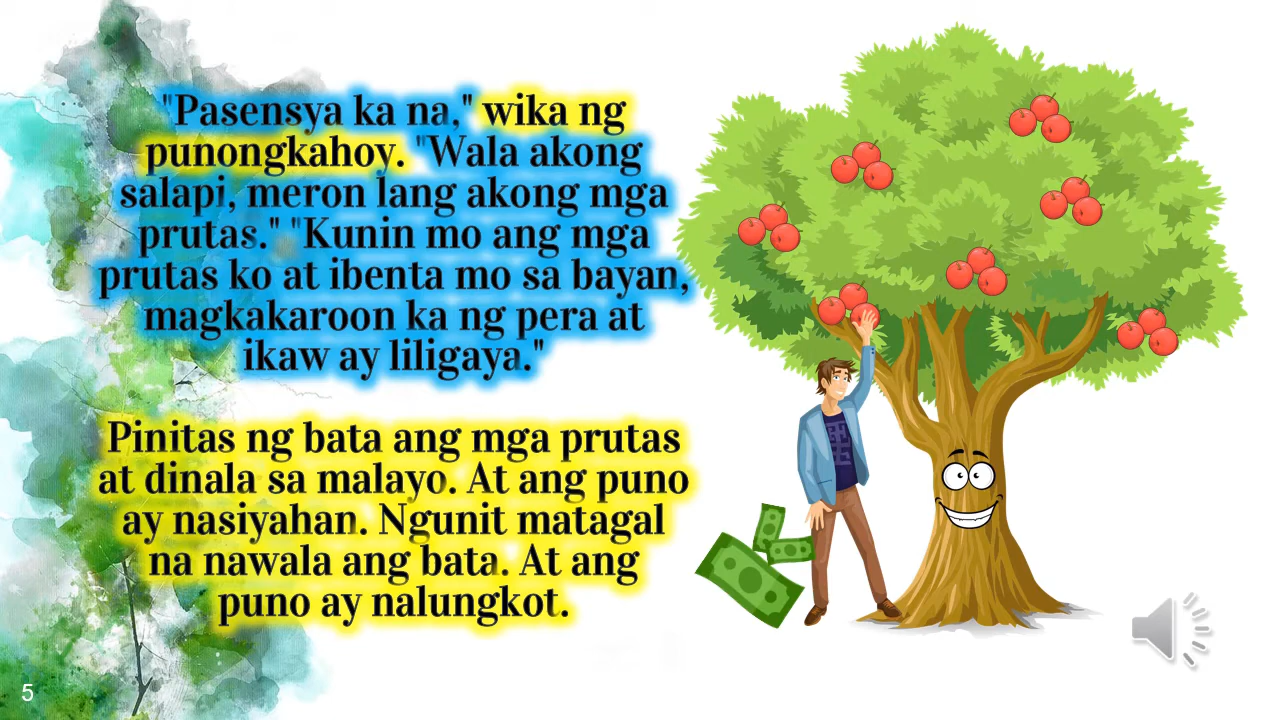 "Pasensya ka na," wika ng
punongkahoy. "Wala akong
salapi, meron lang akong mga
prutas." "Kunin mo ang mga
prutas ko at ibenta mo sa bayan,
magkakaroon ka ng pera at
ikaw ay liligaya."
Pinitas ng bata ang mga prutas
at dinala sa malayo. At ang puno
ay nasiyahan. Ngunit matagal
na nawala ang bata. At ang
puno ay nalungkot.
5